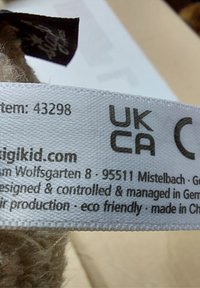 tem: 43298
UK
CA
sigikid.com
m Wolfsgarten 8 · 95511 Mistelbach · Ge
esigned & controlled & managed in Germ
ir production · eco friendly · made in Ch